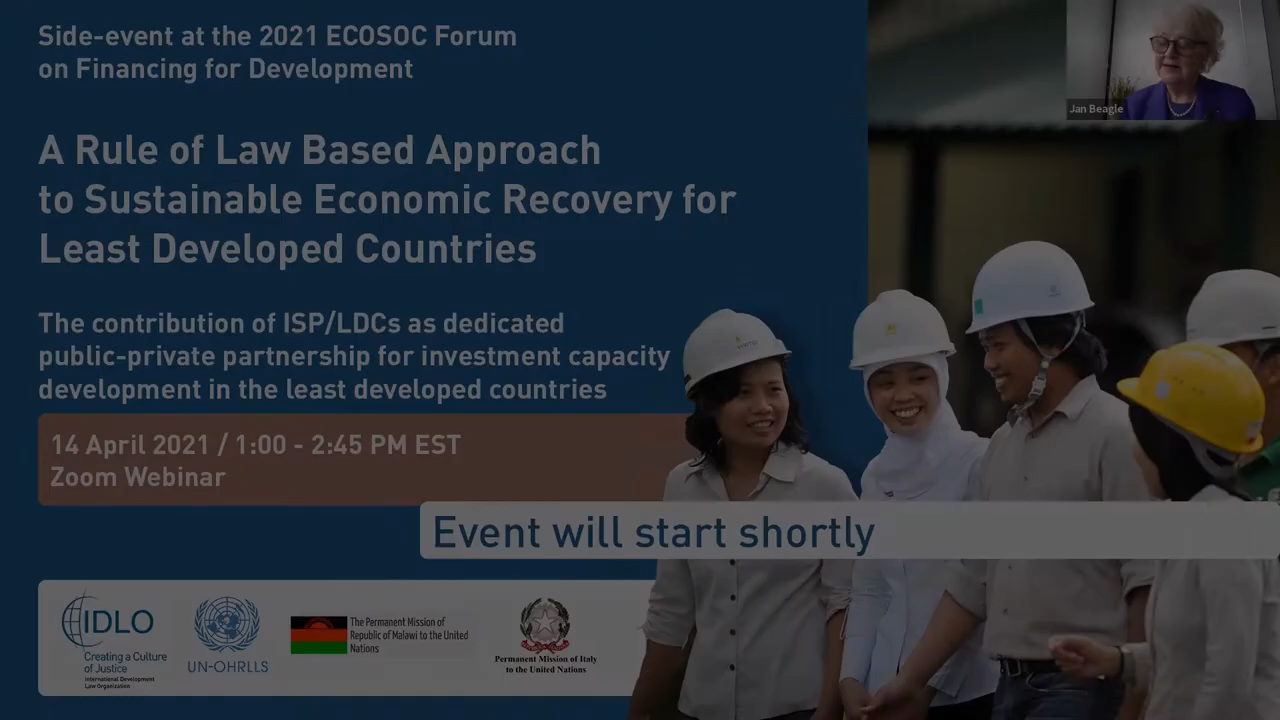 Side-event at the 2021 ECOSOC Forum
on Financing for Development
Jan Beagle
A Rule of Law Based Approach
to Sustainable Economic Recovery for
Least Developed Countries
The contribution of ISP/LDCs as dedicated
public-private partnership for investment capacity
development in the least developed countries
14 April 2021 / 1:00 - 2:45 PM EST
Zoom Webinar
Event will start shortly
IDLO
Creating a Culture
of Justice
International Development
Law Organization
UN-OHRLLS
The Permanent Mission of
Republic of Malawi to the United
Nations
Permanent Mission of Italy
to the United Nations